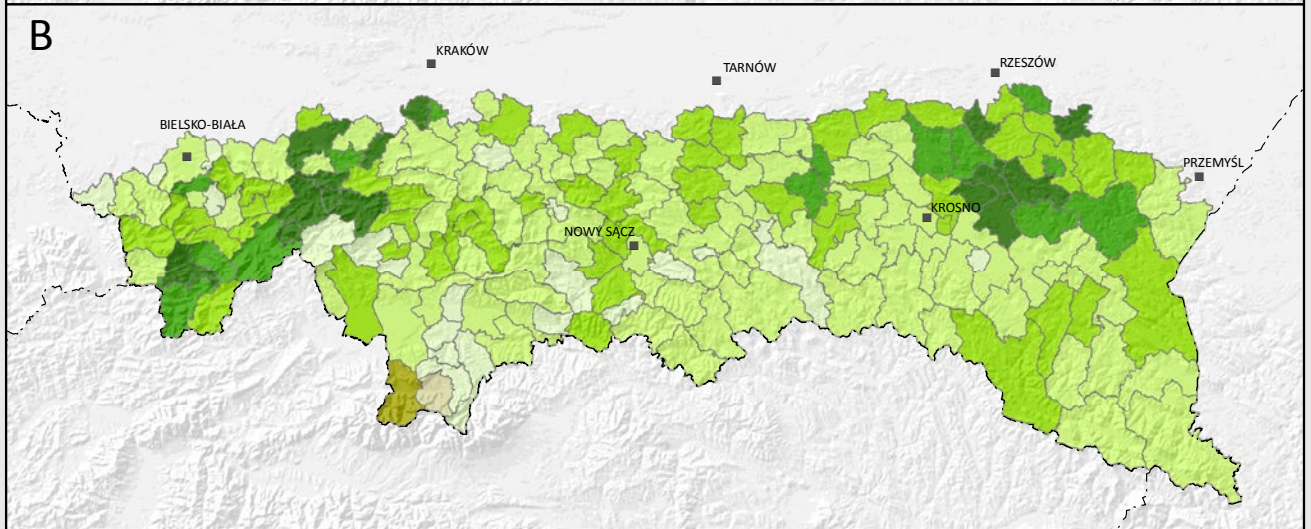 B
KRAKÓW
RZESZÓW
TARNÓW
BIELSKO-BIAŁA
PRZEMYŚL
KROSNO
NOWY SĄCZ